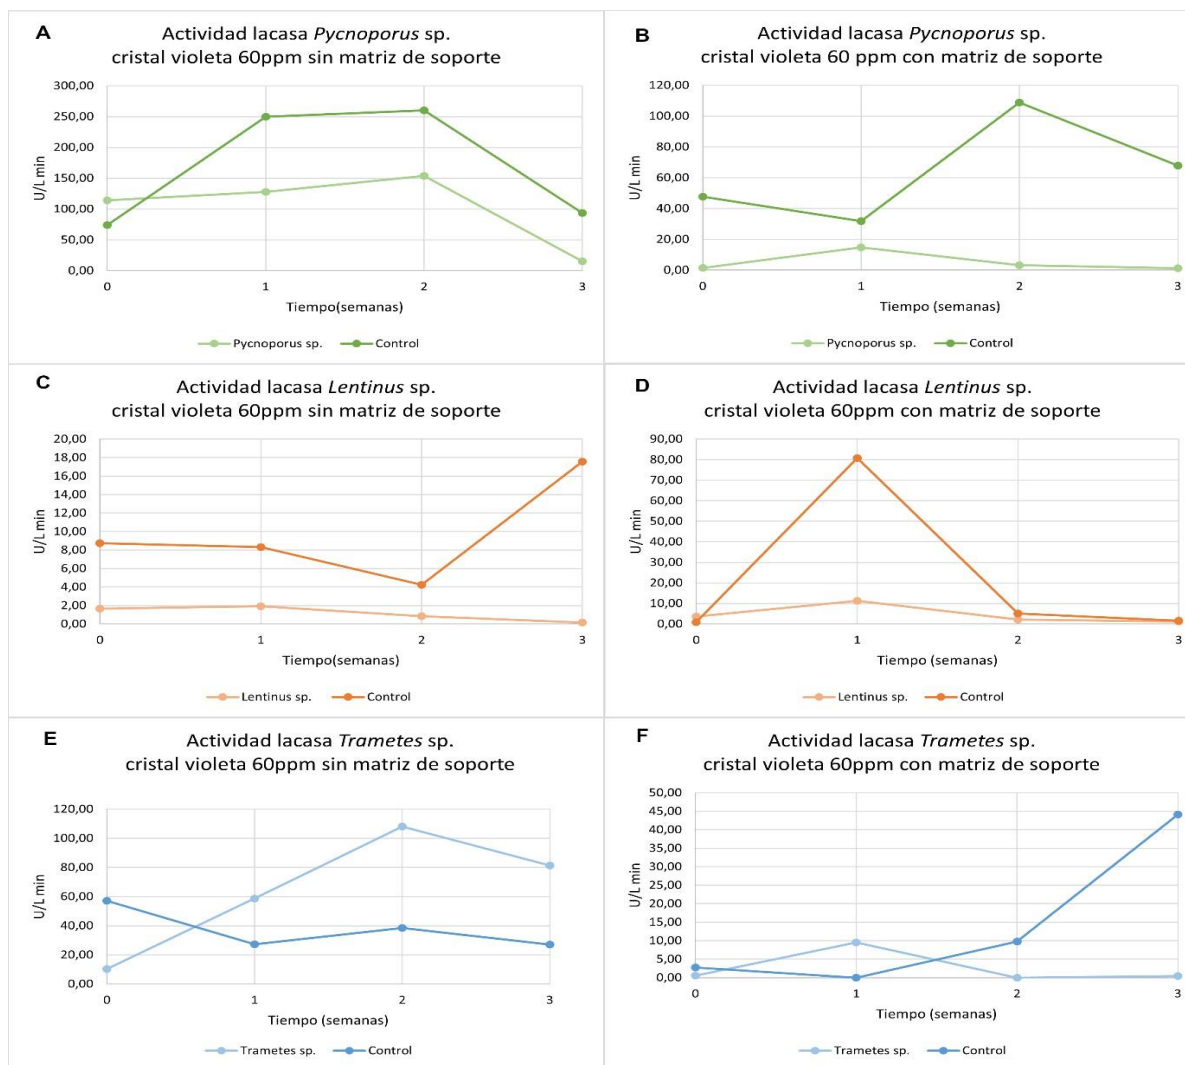 A
Actividad lacasa Pycnoporus sp.
cristal violeta 60ppm sin matriz de soporte
300,00
250,00
200,00
150,00
100,00
50,00
0,00
U/L min
0 1 2 3
Tiempo(semanas)
Pycnoporus sp. Control
B
Actividad lacasa Pycnoporus sp.
cristal violeta 60 ppm con matriz de soporte
120,00
100,00
80,00
60,00
40,00
20,00
0,00
U/L min
0 1 2 3
Tiempo (semanas)
Pycnoporus sp. Control
C
Actividad lacasa Lentinus sp.
cristal violeta 60ppm sin matriz de soporte
20,00
18,00
16,00
14,00
12,00
10,00
8,00
6,00
4,00
2,00
0,00
U/L min
0 1 2 3
Tiempo(semanas)
Lentinus sp. Control
D
Actividad lacasa Lentinus sp.
cristal violeta 60ppm con matriz de soporte
90,00
80,00
70,00
60,00
50,00
40,00
30,00
20,00
10,00
0,00
U/L min
0 1 2 3
Tiempo (semanas)
Lentinus sp. Control
E
Actividad lacasa Trametes sp.
cristal violeta 60ppm sin matriz de soporte
120,00
100,00
80,00
60,00
40,00
20,00
0,00
U/L min
0 1 2 3
Tiempo (semanas)
Trametes sp. Control
F
Actividad lacasa Trametes sp.
cristal violeta 60ppm con matriz de soporte
50,00
45,00
40,00
35,00
30,00
25,00
20,00
15,00
10,00
5,00
0,00
U/L min
0 1 2 3
Tiempo (semanas)
Trametes sp. Control